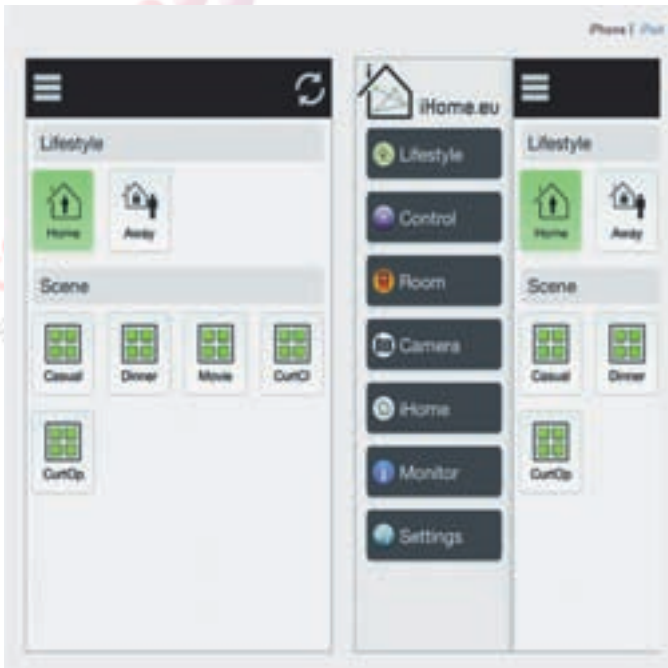 iPhone | iPad
Lifestyle
Home Away
Scene
Casual Dinner Movie CurtCl
CurtOp
iHome.eu
Lifestyle
Control
Room
Camera
iHome
Monitor
Settings
Lifestyle
Home Away
Scene
Casual Dinner
CurtOp